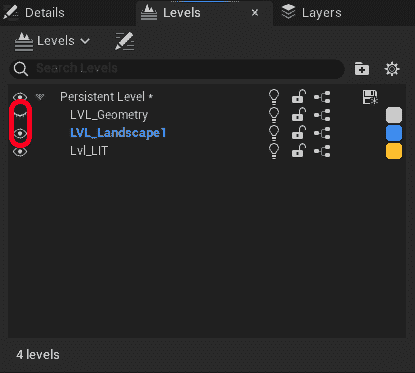 Details Levels × Layers
Levels
Search Levels
Persistent Level *
LVL_Geometry
LVL_Landscape1
Lvl_LIT
4 levels